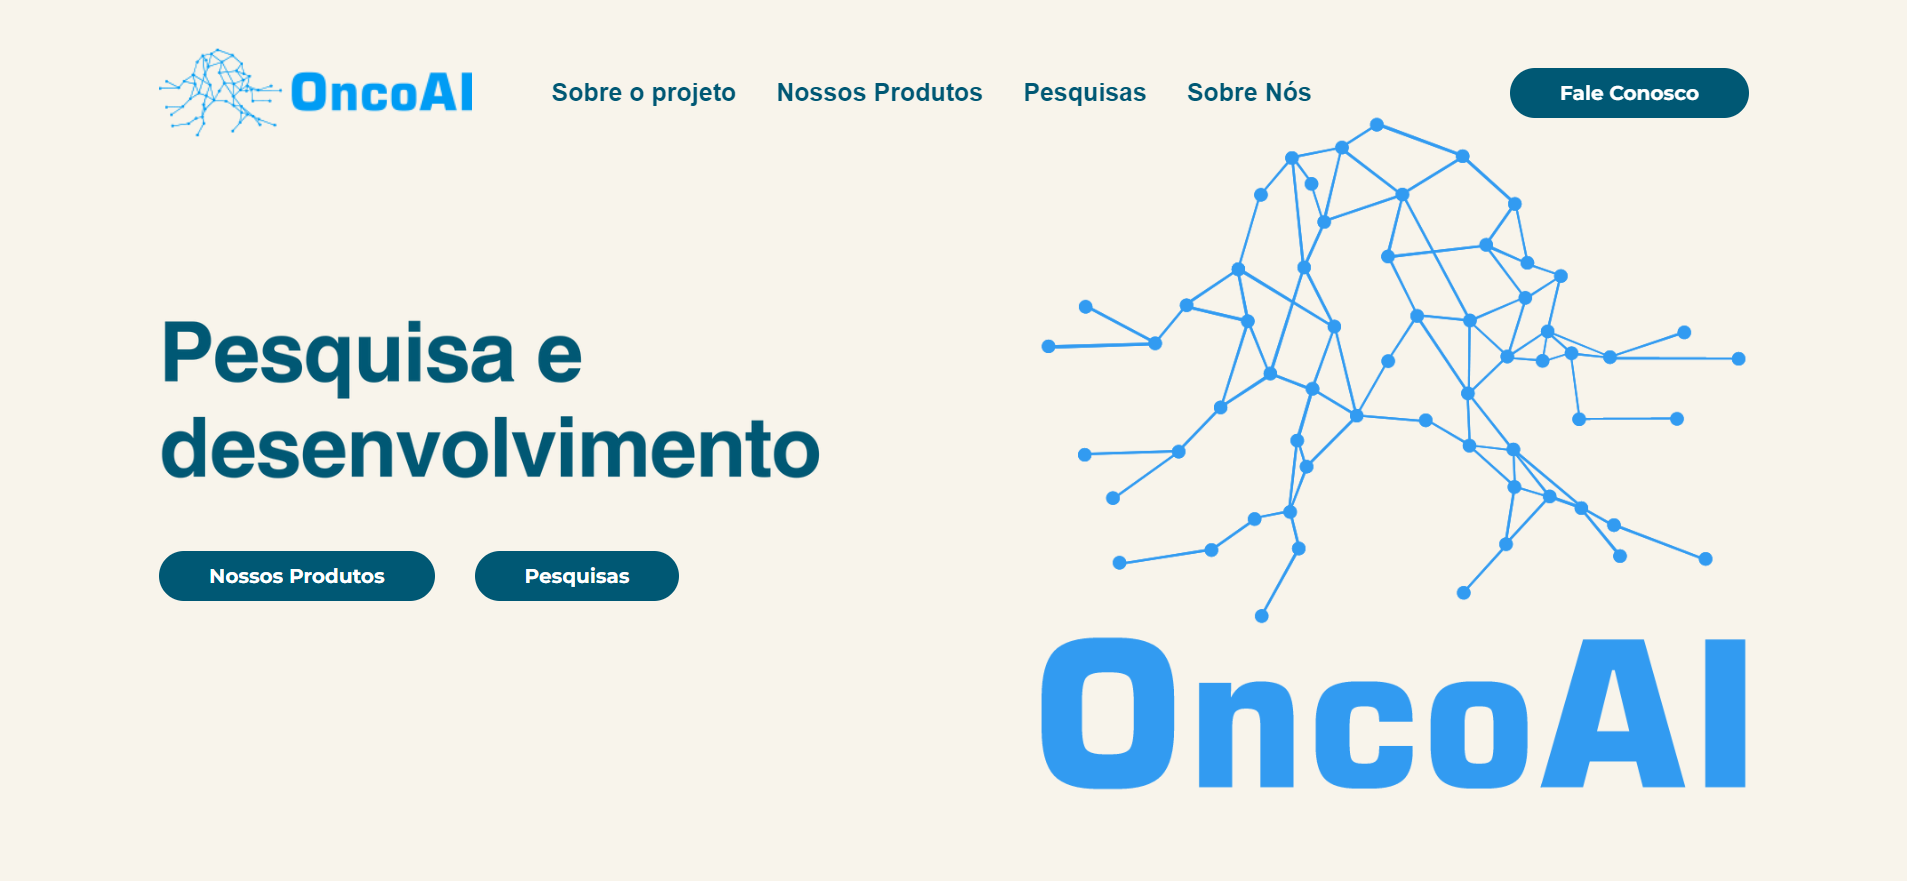 OncoAI
Sobre o projeto
Nossos Produtos
Pesquisas
Sobre Nós
Fale Conosco
Pesquisa e
desenvolvimento
Nossos Produtos
Pesquisas
OncoAI